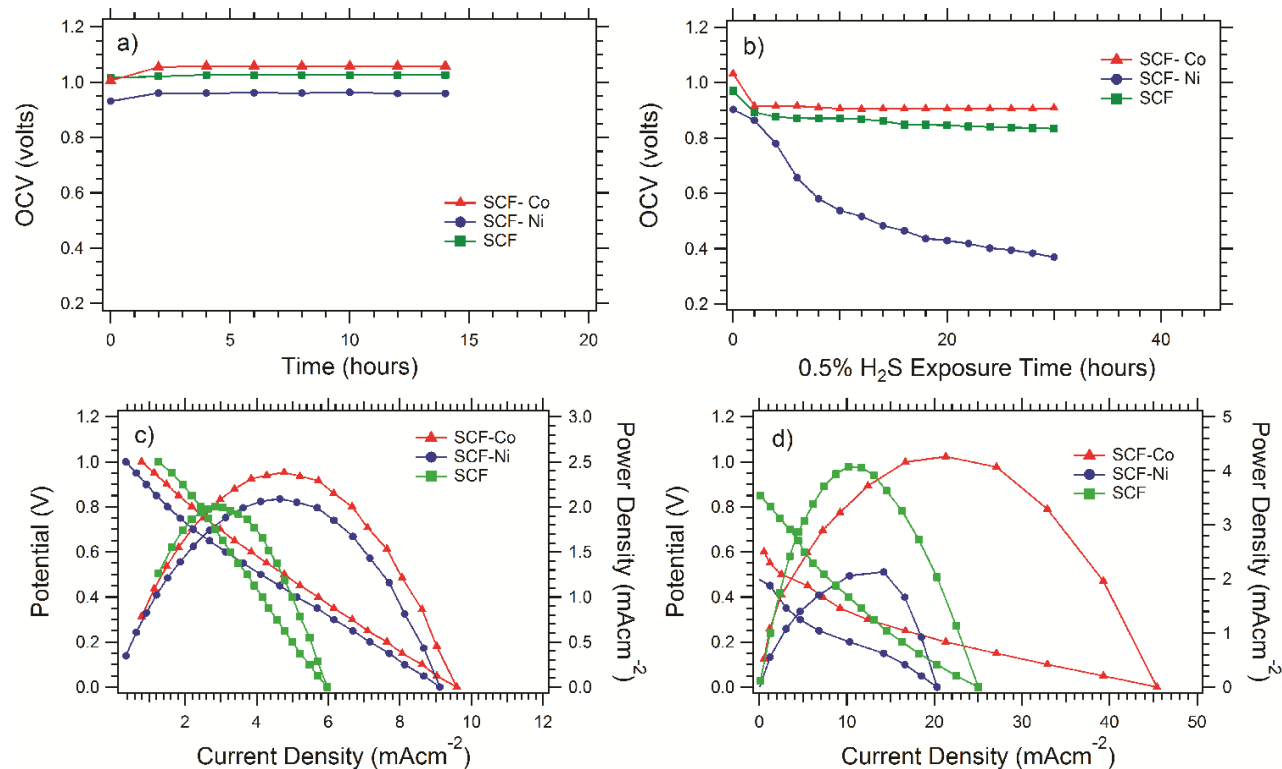 a)
1.2
1.0
0.8
0.6
0.4
0.2
OCV (volts)
SCF- Co
SCF- Ni
SCF
0
5
10
15
20
Time (hours)
b)
1.2
1.0
0.8
0.6
0.4
0.2
OCV (volts)
SCF- Co
SCF- Ni
SCF
0
20
40
0.5% H₂S Exposure Time (hours)
c)
1.2
1.0
0.8
0.6
0.4
0.2
0.0
Potential (V)
SCF-Co
SCF-Ni
SCF
3.0
2.5
2.0
1.5
1.0
0.5
0.0
Power Density (mAcm⁻²)
2
4
6
8
10
12
Current Density (mAcm⁻²)
d)
1.2
1.0
0.8
0.6
0.4
0.2
0.0
Potential (V)
SCF-Co
SCF-Ni
SCF
5
4
3
2
1
0
Power Density (mAcm⁻²)
0
10
20
30
40
50
Current Density (mAcm⁻²)